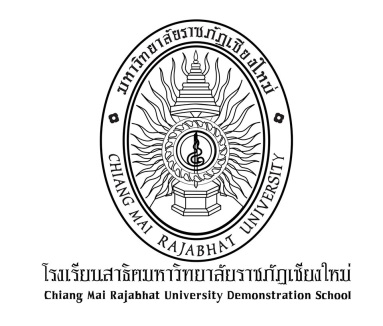 มหาวิทยาลัยราชภัฏเชียงใหม่
CHIANG MAI RAJABHAT UNIVERSITY
โรงเรียนสาธิตมหาวิทยาลัยราชภัฏเชียงใหม่
Chiang Mai Rajabhat University Demonstration School